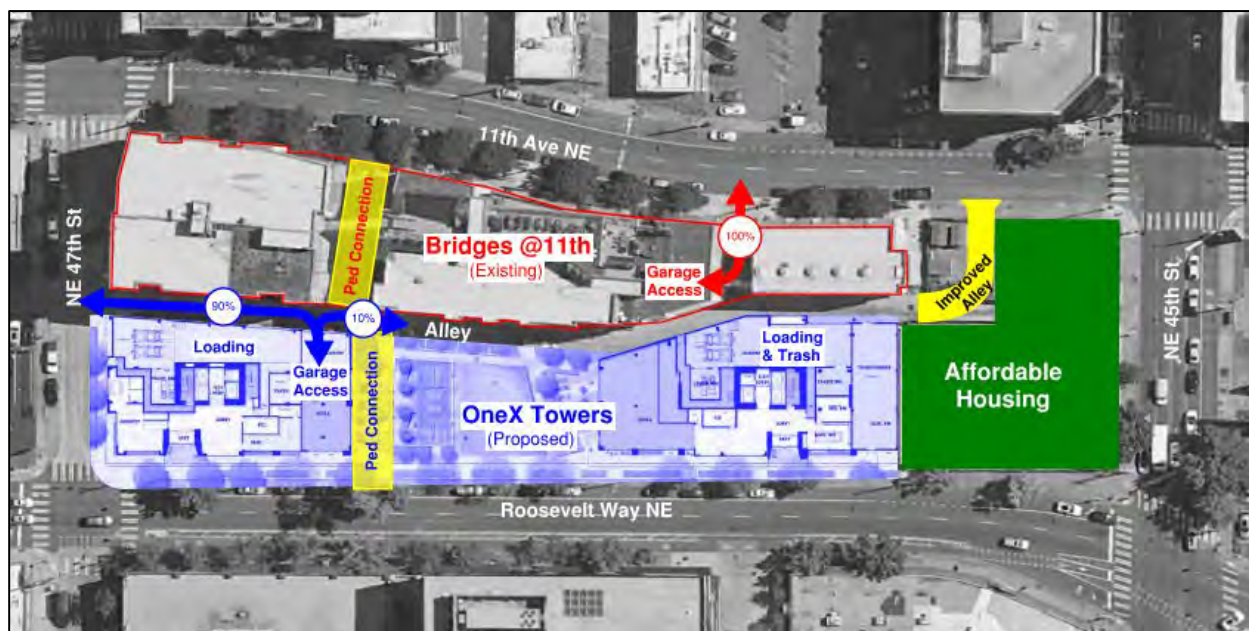 11th Ave NE
NE 47th St
Ped Connection
Bridges @11th
(Existing)
100%
Garage
Access
Improved
Alley
NE 45th St.
90%
10%
Alley
Loading
Garage
Access
Ped Connection
OneX Towers
(Proposed)
Loading
& Trash
Affordable
Housing
Roosevelt Way NE